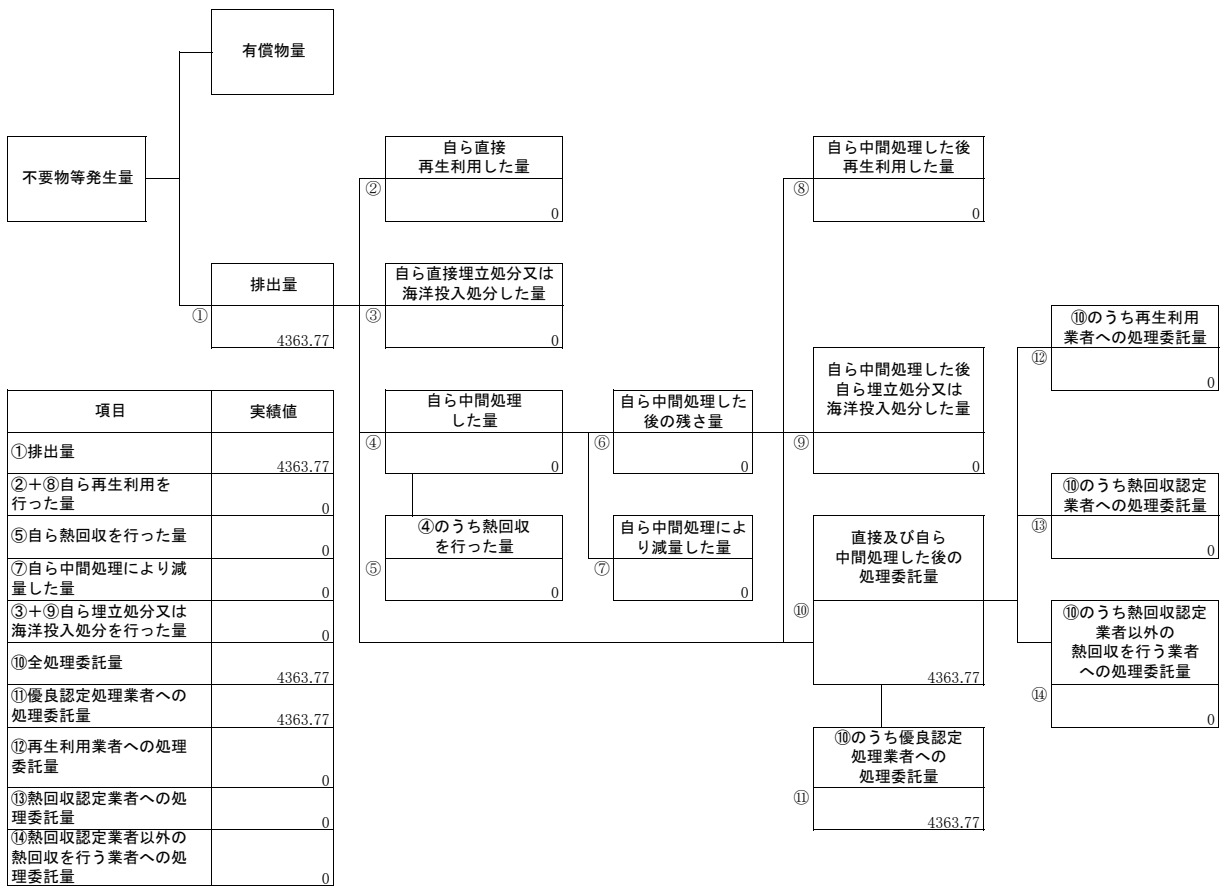 有償物量
不要物等発生量
排出量
①
4363.77
自ら直接
再生利用した量
②
0
自ら直接埋立処分又は
海洋投入処分した量
③
0
自ら中間処理
した量
④
0
④のうち熱回収
を行った量
⑤
0
自ら中間処理した
後の残さ量
⑥
0
自ら中間処理によ
り減量した量
⑦
0
自ら中間処理した後
再生利用した量
⑧
0
自ら中間処理した後
自ら埋立処分又は
海洋投入処分した量
⑨
0
直接及び自ら
中間処理した後の
処理委託量
⑩
4363.77
⑩のうち優良認定
処理業者への
処理委託量
⑪
4363.77
⑩のうち再生利用
業者への処理委託量
⑫
0
⑩のうち熱回収認定
業者への処理委託量
⑬
0
⑩のうち熱回収認定
業者以外の
熱回収を行う業者
への処理委託量
⑭
0
項目 実績値
①排出量
4363.77
②+⑧自ら再生利用を
行った量
0
⑤自ら熱回収を行った量
0
⑦自ら中間処理により減
量した量
0
③+⑨自ら埋立処分又は
海洋投入処分を行った量
0
⑩全処理委託量
4363.77
⑪優良認定処理業者への
処理委託量
4363.77
⑫再生利用業者への処理
委託量
0
⑬熱回収認定業者への処
理委託量
0
⑭熱回収認定業者以外の
熱回収を行う業者への処
理委託量
0